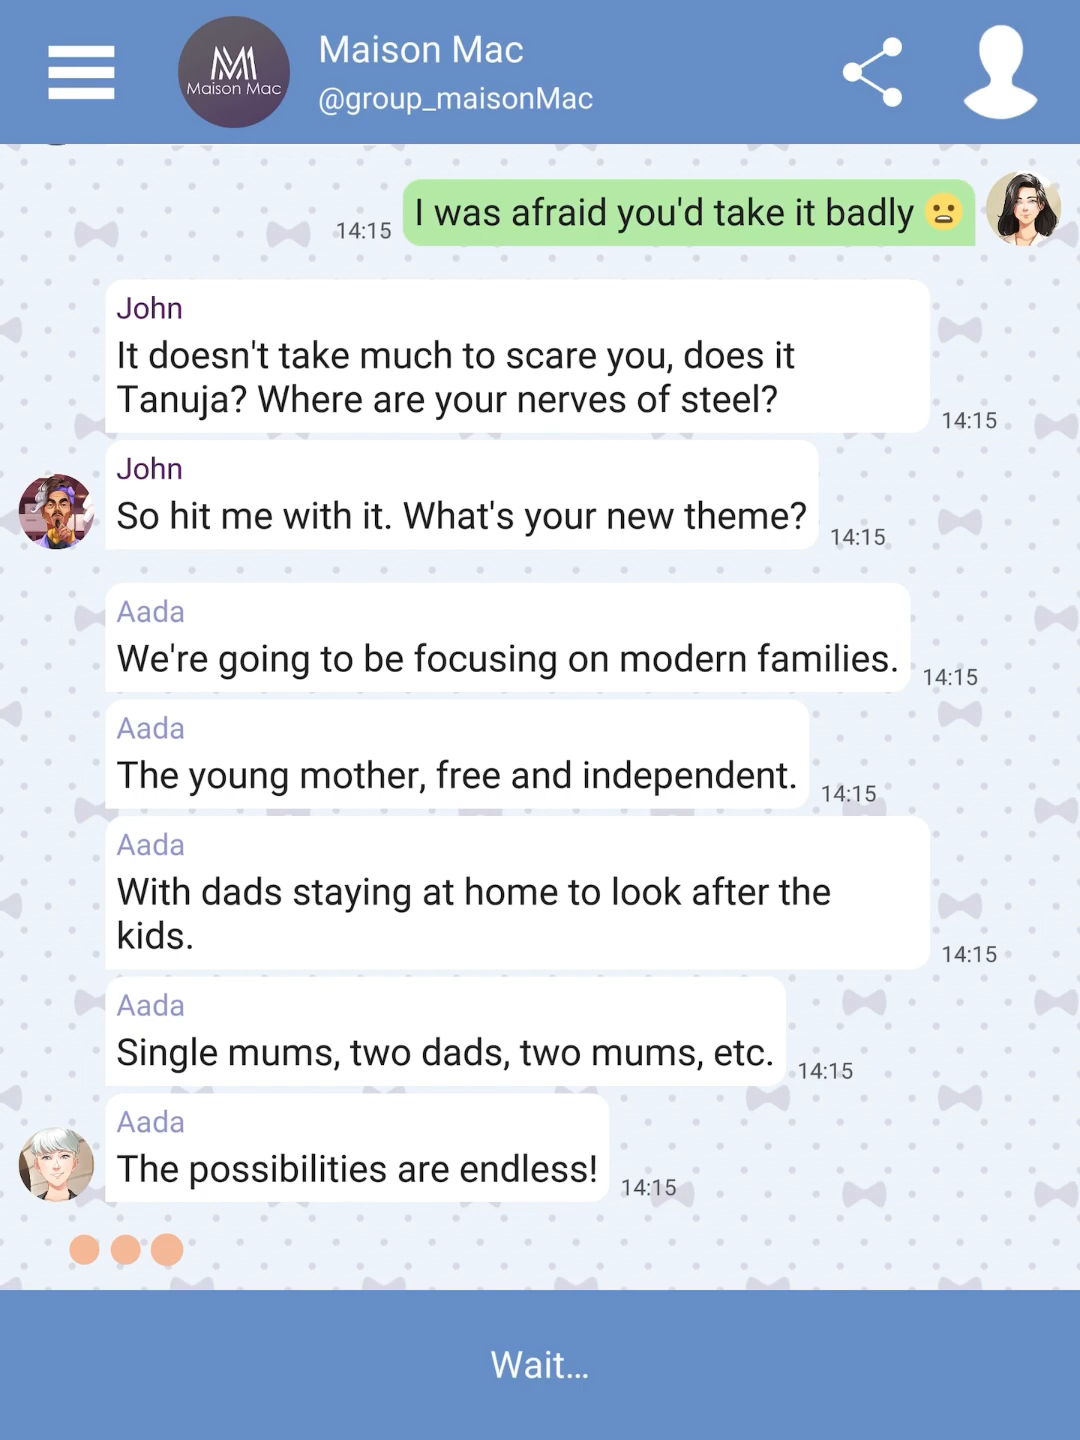 Maison Mac
Maison Mac
@group_maisonMac
I was afraid you'd take it badly 😦
14:15
John
It doesn't take much to scare you, does it
Tanuja? Where are your nerves of steel?
14:15
John
So hit me with it. What's your new theme?
14:15
Aada
We're going to be focusing on modern families.
14:15
Aada
The young mother, free and independent.
14:15
Aada
With dads staying at home to look after the
kids.
14:15
Aada
Single mums, two dads, two mums, etc.
14:15
Aada
The possibilities are endless!
14:15
Wait...